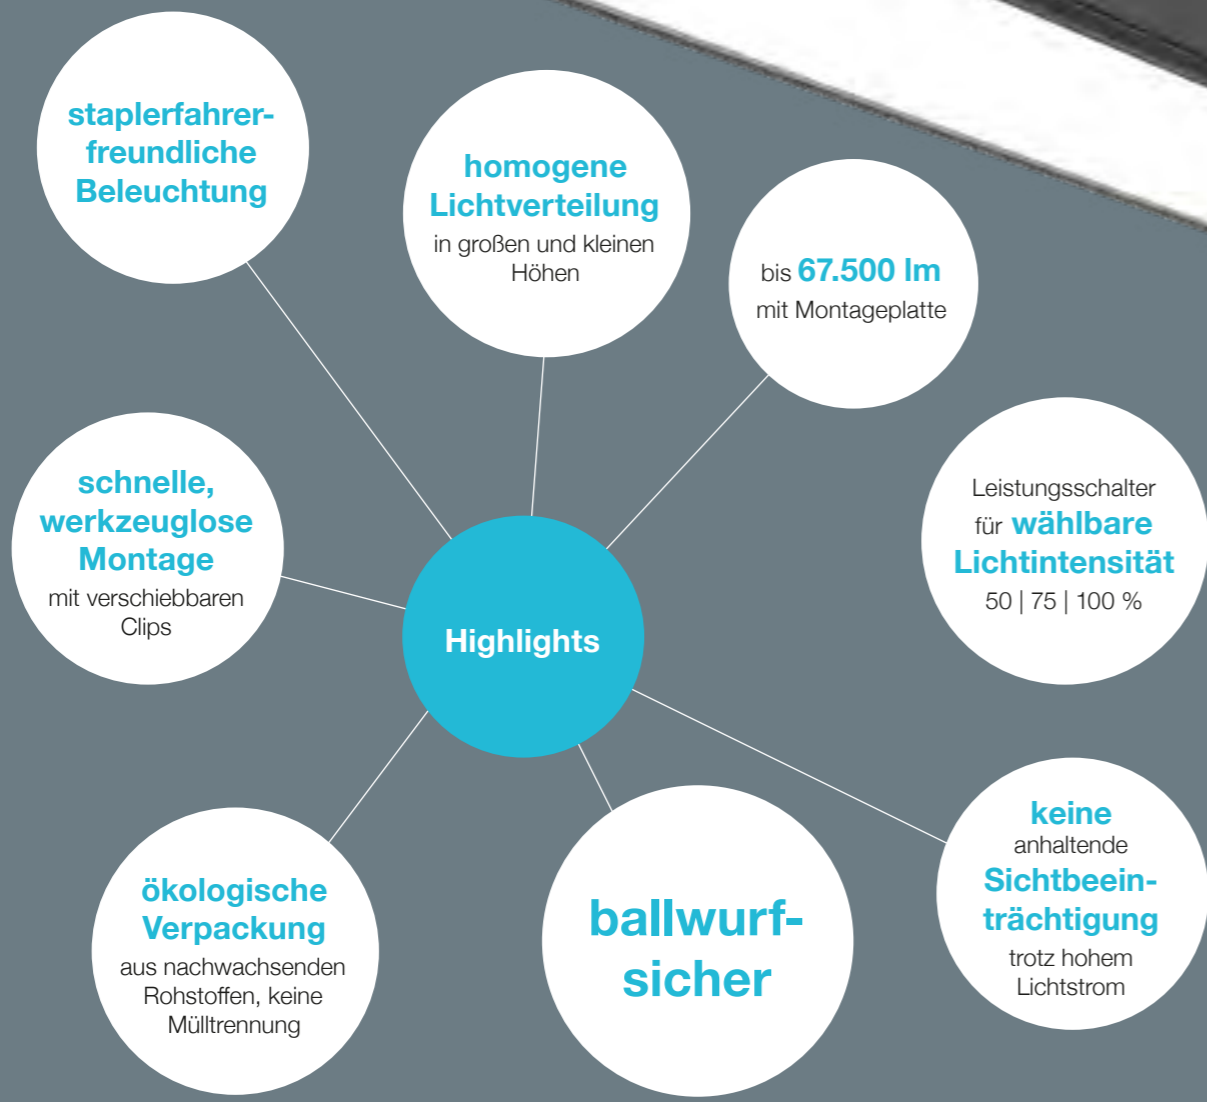 staplerfahrer-
freundliche
Beleuchtung
homogene
Lichtverteilung
in großen und kleinen
Höhen
bis 67.500 lm
mit Montageplatte
schnelle,
werkzeuglose
Montage
mit verschiebbaren
Clips
Leistungsschalter
für wählbare
Lichtintensität
50 | 75 | 100 %
Highlights
ökologische
Verpackung
aus nachwachsenden
Rohstoffen, keine
Mülltrennung
ballwurf-
sicher
keine
anhaltende
Sichtbeein-
trächtigung
trotz hohem
Lichtstrom